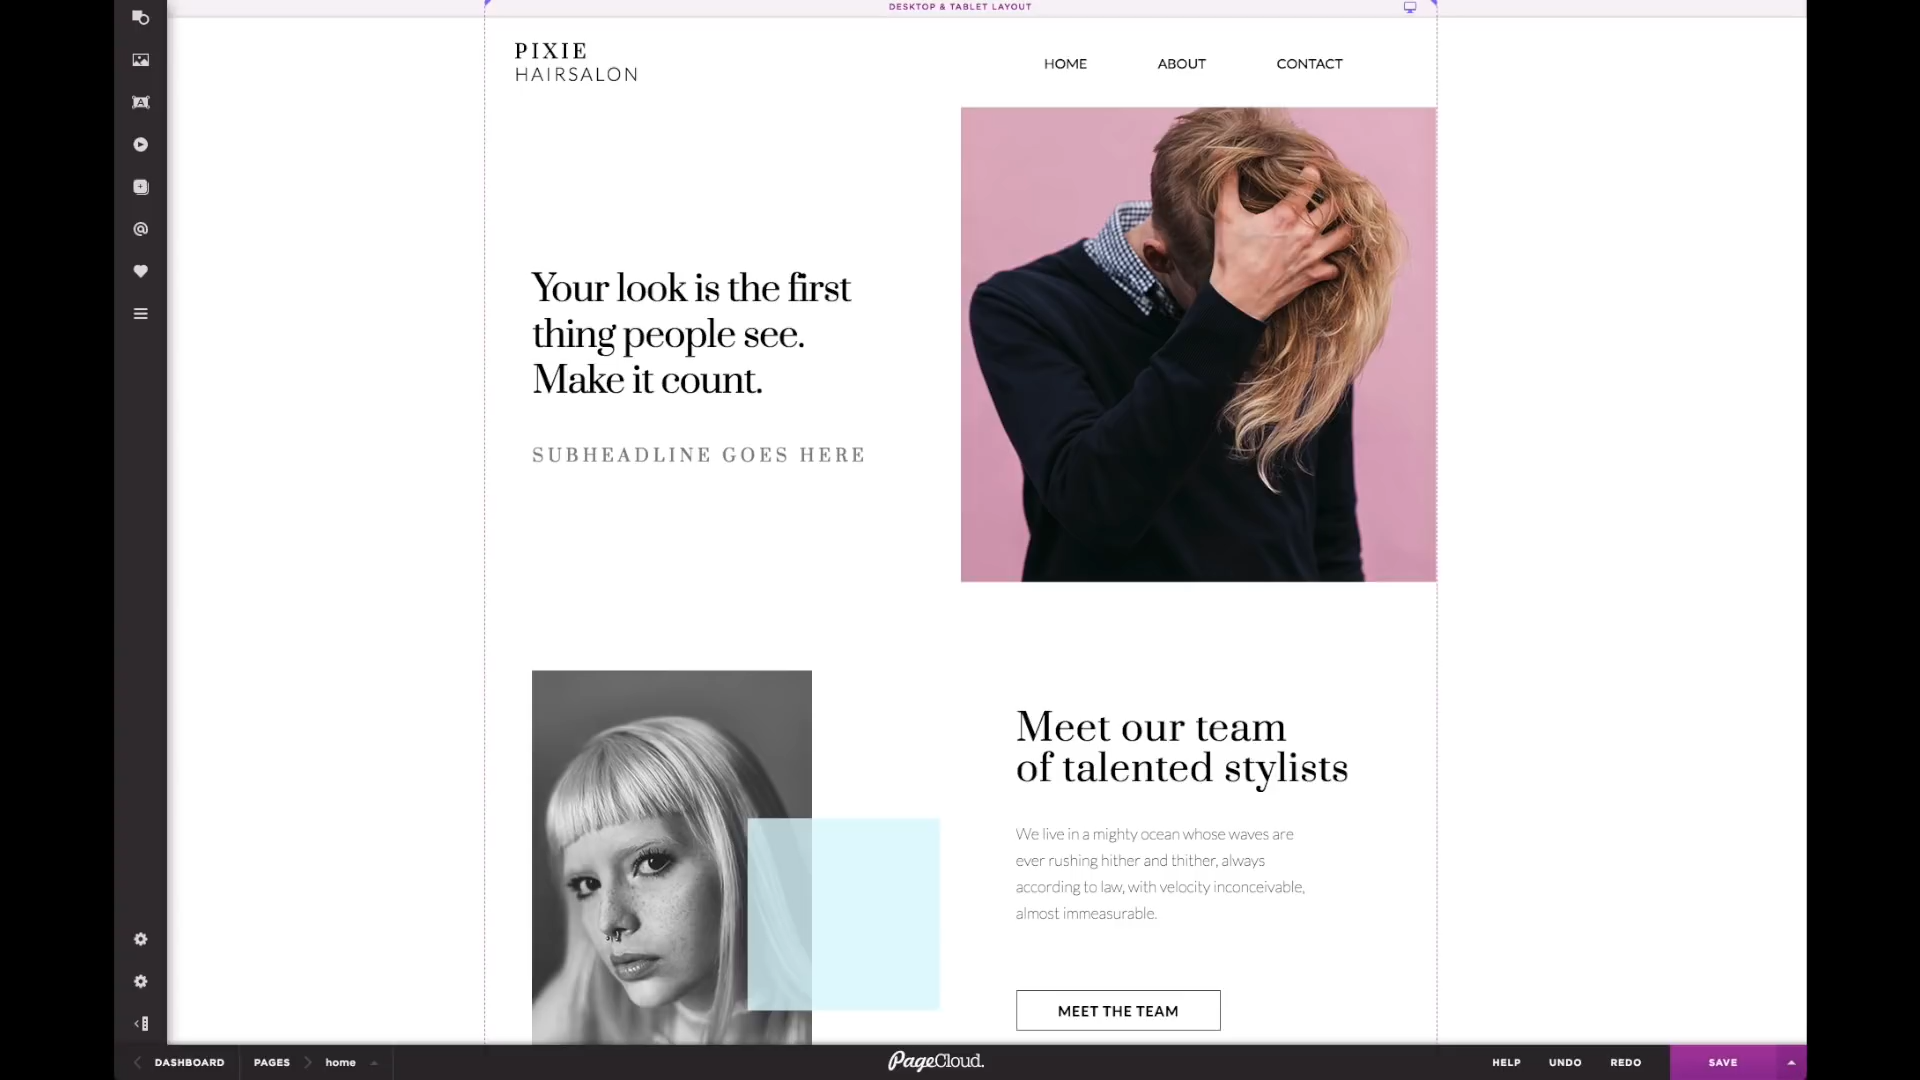 DESKTOP & TABLET LAYOUT
PIXIE
HAIRSALON
HOME ABOUT CONTACT
Your look is the first
thing people see.
Make it count.
SUBHEADLINE GOES HERE
Meet our team
of talented stylists
We live in a mighty ocean whose waves are
ever rushing hither and thither, always
according to law, with velocity inconceivable,
almost immeasurable.
MEET THE TEAM
DASHBOARD PAGES home PageCloud. HELP UNDO REDO SAVE